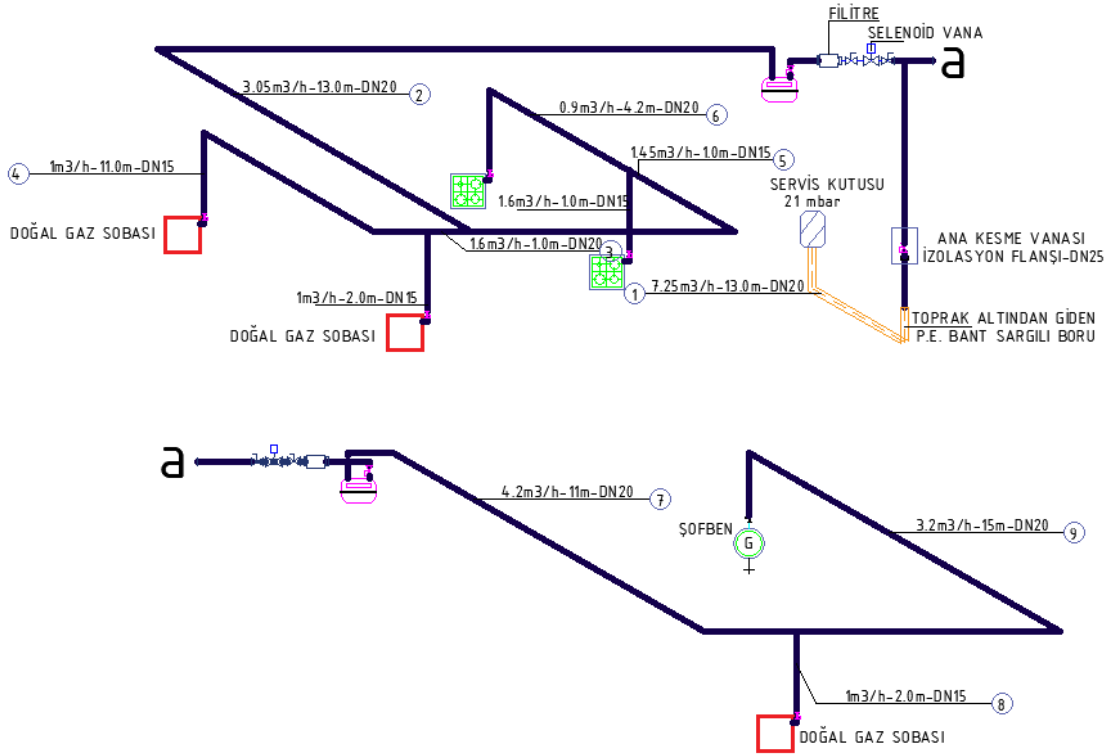 FİLİTRE
SELENOİD VANA
a
3.05m3/h-13.0m-DN20
2
0.9m3/h-4.2m-DN20
6
1.45m3/h-1.0m-DN15
5
4
1m3/h-11.0m-DN15
SERVİS KUTUSU
21 mbar
1.6m3/h-1.0m-DN15
DOĞAL GAZ SOBASI
1.6m3/h-1.0m-DN20
3
ANA KESME VANASI
İZOLASYON FLANŞI-DN25
1
7.25m3/h-13.0m-DN20
1m3/h-2.0m-DN15
DOĞAL GAZ SOBASI
TOPRAK ALTINDAN GİDEN
P.E. BANT SARGILI BORU
a
4.2m3/h-11m-DN20
7
ŞOFBEN
G
3.2m3/h-15m-DN20
9
1m3/h-2.0m-DN15
8
DOĞAL GAZ SOBASI